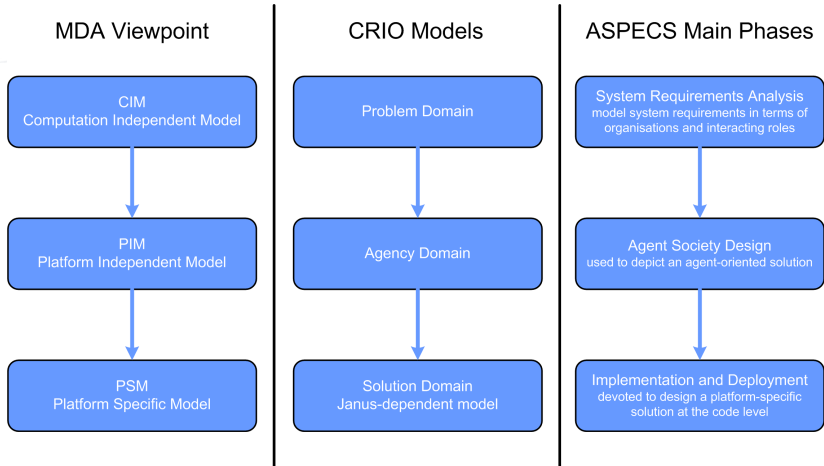 MDA Viewpoint
CIM
Computation Independent Model
PIM
Platform Independent Model
PSM
Platform Specific Model
CRIO Models
Problem Domain
Agency Domain
Solution Domain
Janus-dependent model
ASPECS Main Phases
System Requirements Analysis
model system requirements in terms of
organisations and interacting roles
Agent Society Design
used to depict an agent-oriented solution
Implementation and Deployment
devoted to design a platform-specific
solution at the code level